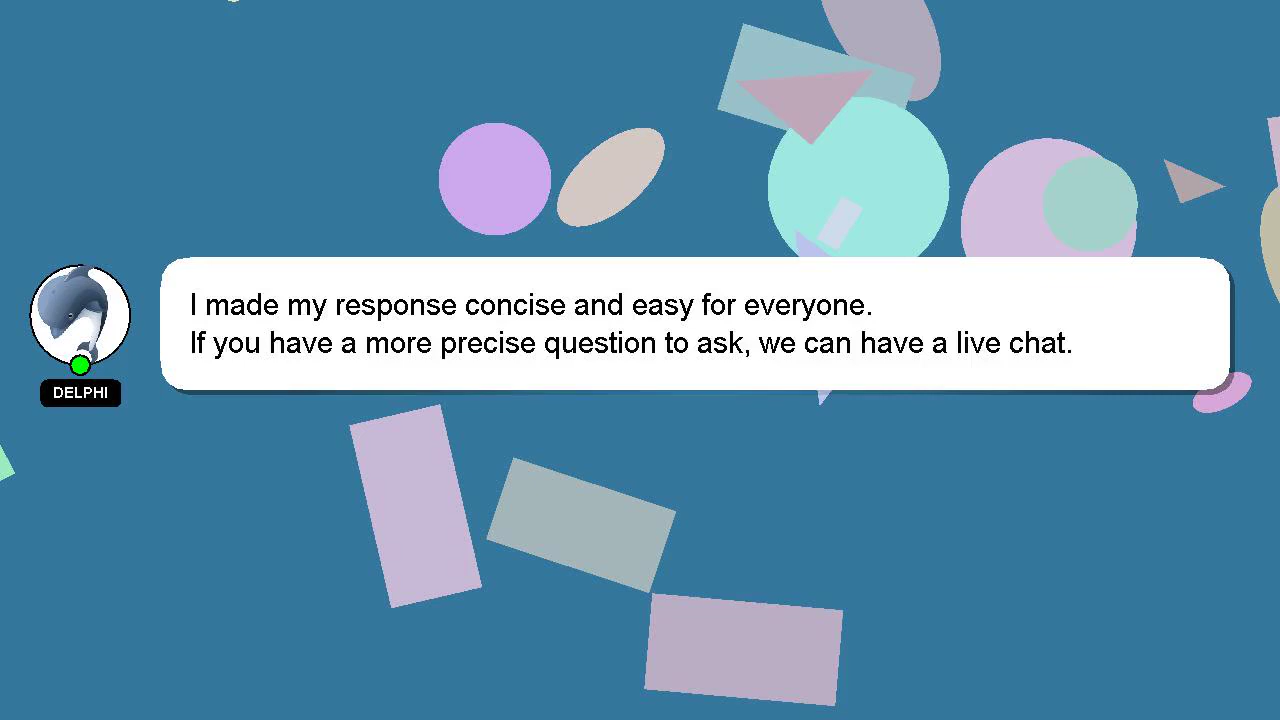 I made my response concise and easy for everyone.
If you have a more precise question to ask, we can have a live chat.
DELPHI